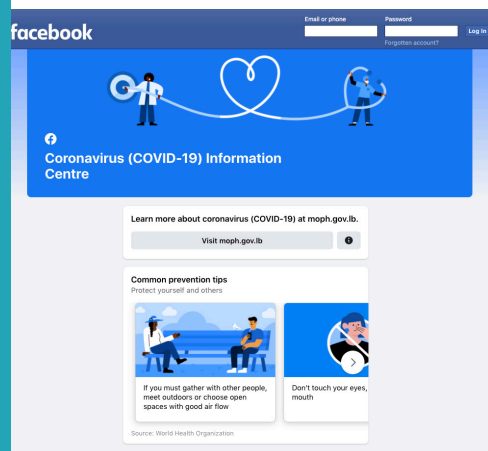 facebook
Email or phone
Password
Log In
Forgotten account?
Coronavirus (COVID-19) Information
Centre
Learn more about coronavirus (COVID-19) at moph.gov.lb.
Visit moph.gov.lb
Common prevention tips
Protect yourself and others
If you must gather with other people,
meet outdoors or choose open
spaces with good air flow
Don't touch your eyes,
mouth
Source: World Health Organization